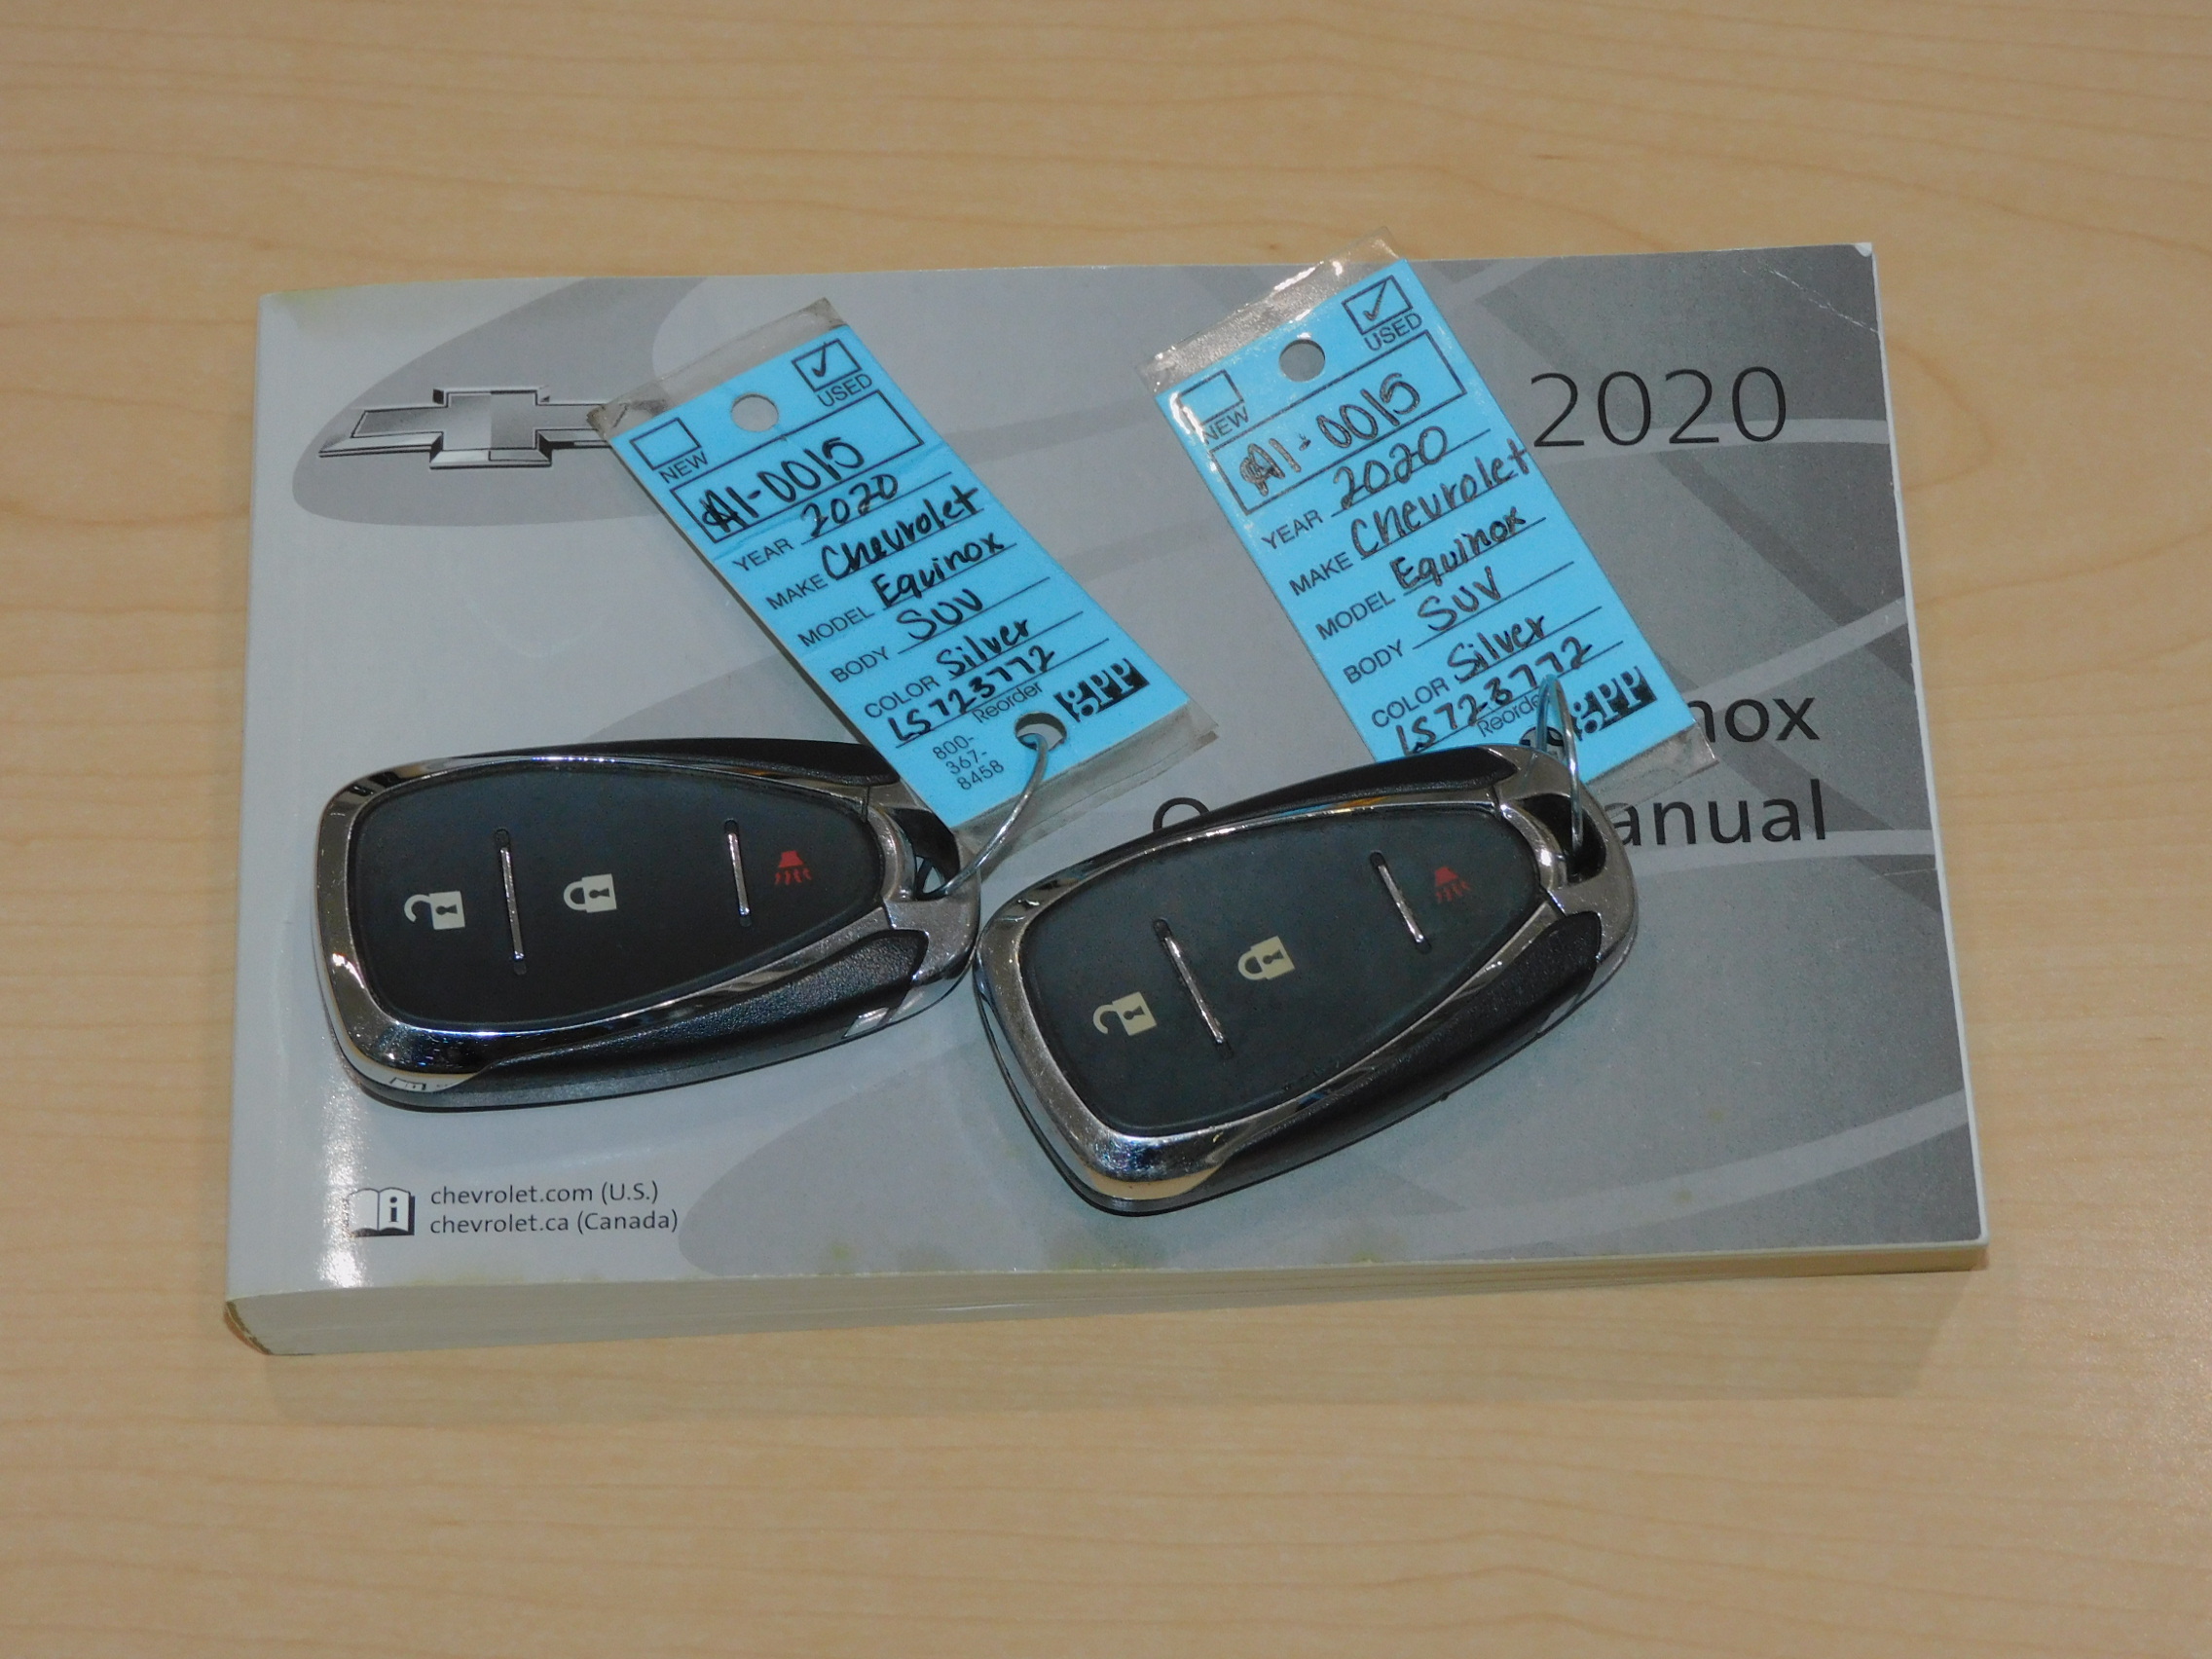 2020
nox
anual
USED
NEW
A1-0015
YEAR 2020
MAKE Chevrolet
MODEL Equinox
BODY SUV
COLOR Silver
LS723772
Reorder
800-
367-
8458
USED
NEW
A1-0015
YEAR 2020
MAKE Chevrolet
MODEL Equinox
BODY SUV
COLOR Silver
LS723772
Reorder
chevrolet.com (U.S.)
chevrolet.ca (Canada)